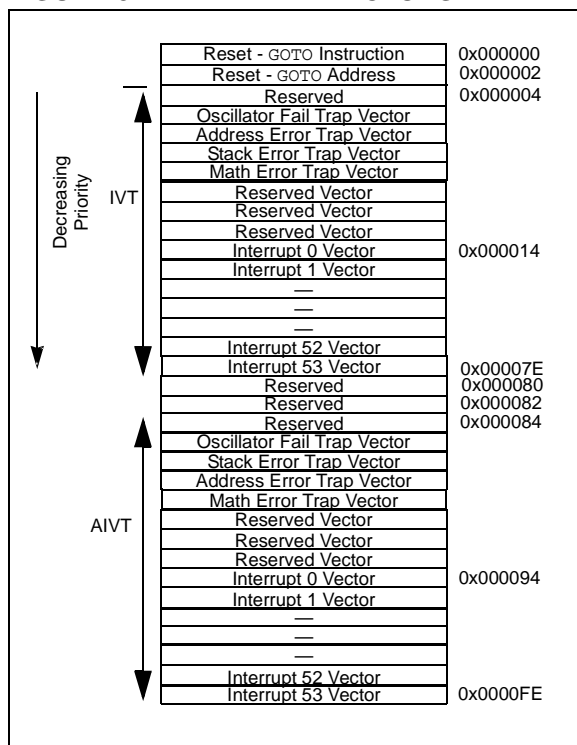 Reset - GOTO Instruction 0x000000
Reset - GOTO Address 0x000002
Reserved 0x000004
Oscillator Fail Trap Vector
Address Error Trap Vector
Stack Error Trap Vector
Math Error Trap Vector
Reserved Vector
Reserved Vector
Reserved Vector
Interrupt 0 Vector 0x000014
Interrupt 1 Vector
—
—
—
Interrupt 52 Vector
Interrupt 53 Vector 0x00007E
Reserved 0x000080
Reserved 0x000082
Reserved 0x000084
Oscillator Fail Trap Vector
Stack Error Trap Vector
Address Error Trap Vector
Math Error Trap Vector
Reserved Vector
Reserved Vector
Reserved Vector
Interrupt 0 Vector 0x000094
Interrupt 1 Vector
—
—
—
Interrupt 52 Vector
Interrupt 53 Vector 0x0000FE
Decreasing
Priority
IVT
AIVT